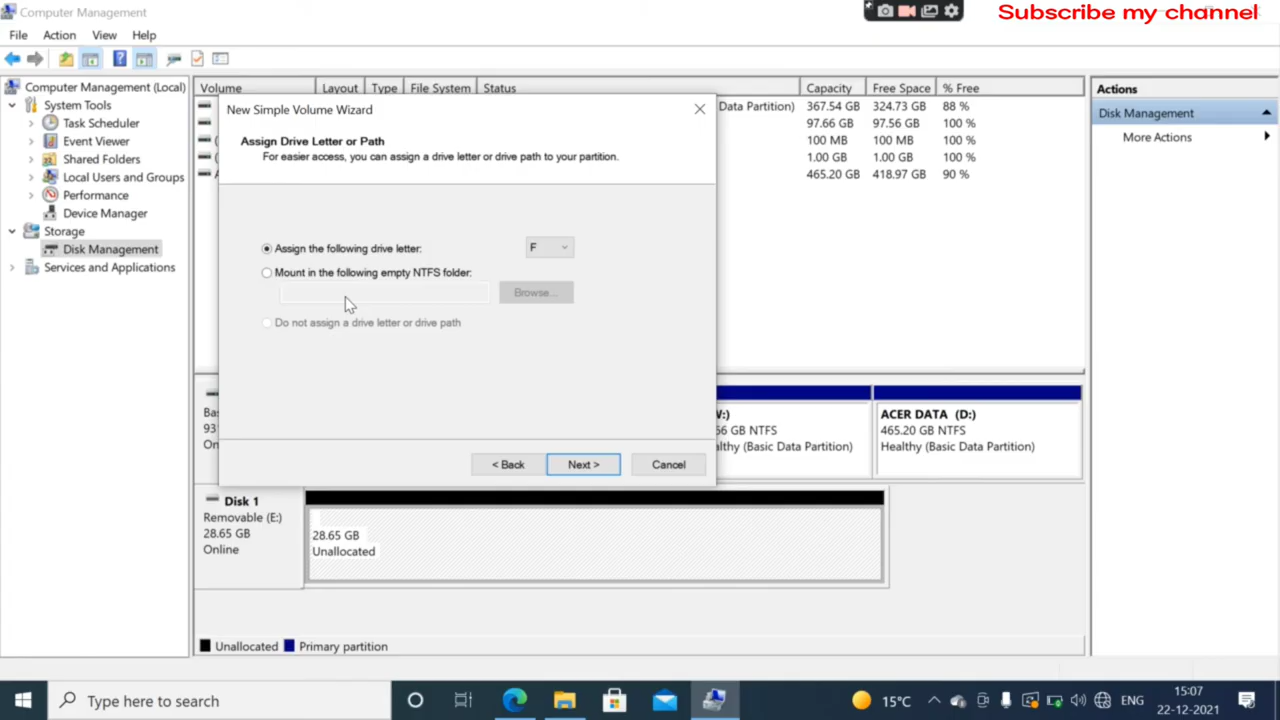 Computer Management
Subscribe my channel
File Action View Help
Computer Management (Local)
System Tools
Task Scheduler
Event Viewer
Shared Folders
Local Users and Groups
Performance
Device Manager
Storage
Disk Management
Services and Applications
Volume Layout Type File System Status Capacity Free Space % Free
Data Partition) 367.54 GB 324.73 GB 88 %
97.66 GB 97.56 GB 100 %
100 MB 100 MB 100 %
1.00 GB 1.00 GB 100 %
465.20 GB 418.97 GB 90 %
Actions
Disk Management
More Actions
New Simple Volume Wizard
Assign Drive Letter or Path
For easier access, you can assign a drive letter or drive path to your partition.
Assign the following drive letter: F
Mount in the following empty NTFS folder:
Browse...
Do not assign a drive letter or drive path
< Back Next > Cancel
ACER DATA (D:)
465.20 GB NTFS
Healthy (Basic Data Partition)
56 GB NTFS
lthy (Basic Data Partition)
Bas
931
On
Disk 1
Removable (E:)
28.65 GB
Online
28.65 GB
Unallocated
Unallocated Primary partition
Type here to search
15°C
ENG
15:07
22-12-2021